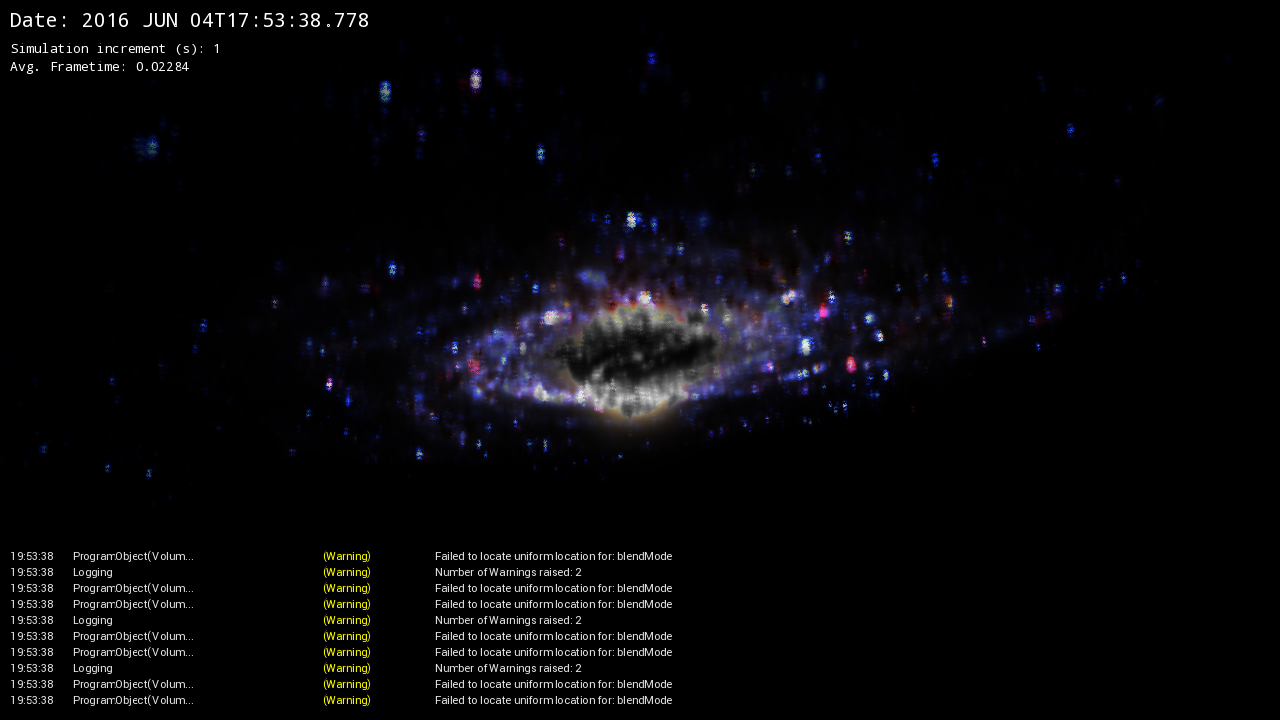 Date: 2016 JUN 04T17:53:38.778
Simulation increment (s): 1
Avg. Frametime: 0.02284
19:53:38 ProgramObject(Volum... (Warning) Failed to locate uniform location for: blendMode
19:53:38 Logging (Warning) Number of Warnings raised: 2
19:53:38 ProgramObject(Volum... (Warning) Failed to locate uniform location for: blendMode
19:53:38 ProgramObject(Volum... (Warning) Failed to locate uniform location for: blendMode
19:53:38 Logging (Warning) Number of Warnings raised: 2
19:53:38 ProgramObject(Volum... (Warning) Failed to locate uniform location for: blendMode
19:53:38 ProgramObject(Volum... (Warning) Failed to locate uniform location for: blendMode
19:53:38 Logging (Warning) Number of Warnings raised: 2
19:53:38 ProgramObject(Volum... (Warning) Failed to locate uniform location for: blendMode
19:53:38 ProgramObject(Volum... (Warning) Failed to locate uniform location for: blendMode